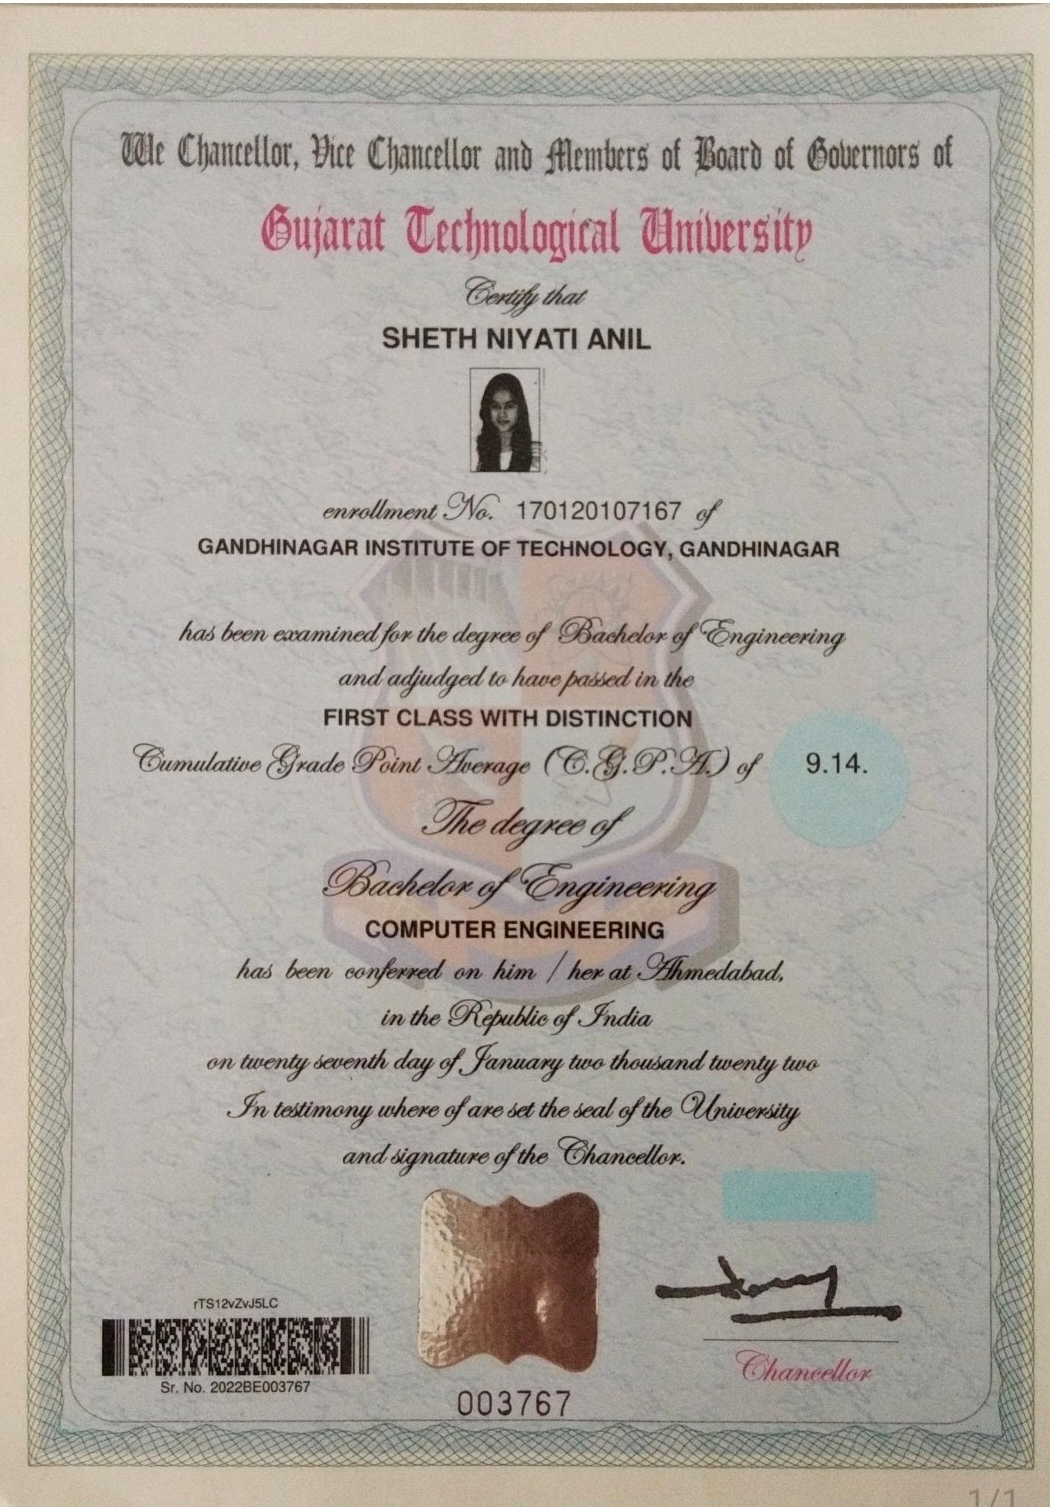 We Chancellor, Vice Chancellor and Members of Board of Governors of
Gujarat Technological University
Certify that
SHETH NIYATI ANIL
enrollment No. 170120107167 of
GANDHINAGAR INSTITUTE OF TECHNOLOGY, GANDHINAGAR
has been examined for the degree of Bachelor of Engineering
and adjudged to have passed in the
FIRST CLASS WITH DISTINCTION
Cumulative Grade Point Average (C.G.P.A.) of 9.14.
The degree of
Bachelor of Engineering
COMPUTER ENGINEERING
has been conferred on him / her at Ahmedabad,
in the Republic of India
on twenty seventh day of January two thousand twenty two
In testimony where of are set the seal of the University
and signature of the Chancellor.
rTS12vZvJ5LC
Sr. No. 2022BE003767
003767
Chancellor
1/1